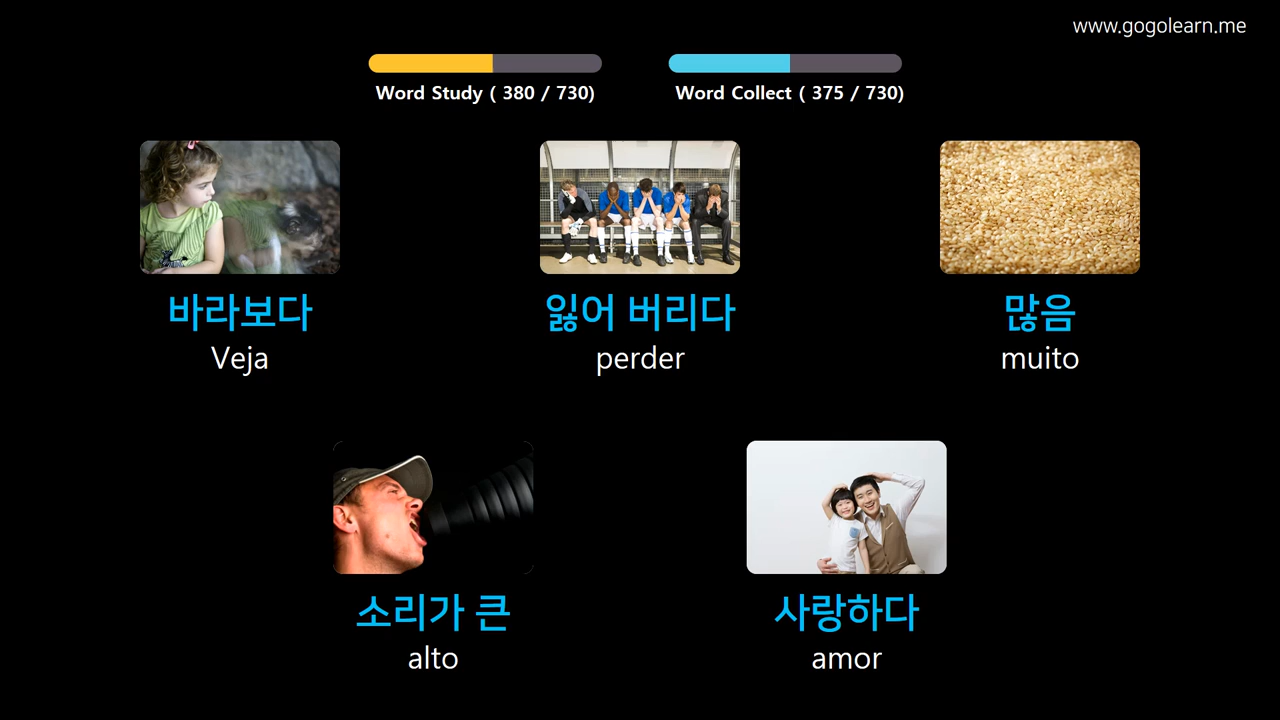 www.gogolearn.me
Word Study ( 380 / 730)
Word Collect ( 375 / 730)
바라보다
Veja
잃어 버리다
perder
많음
muito
소리가 큰
alto
사랑하다
amor